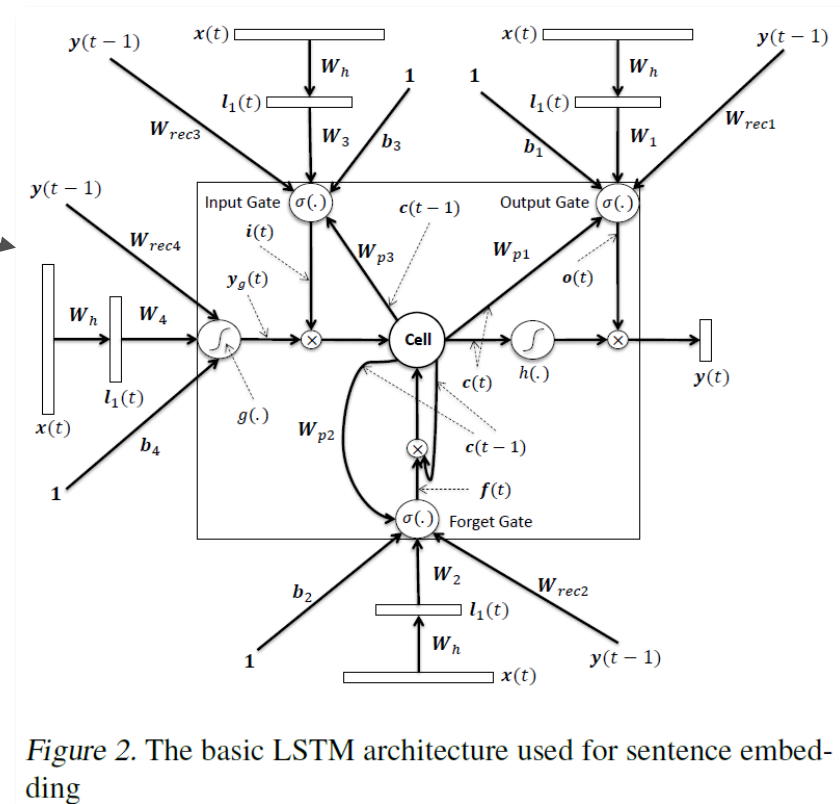 y(t − 1)
x(t)
x(t)
y(t − 1)
W_h
1
1
W_h
l_1(t)
l_1(t)
W_rec3
W_3
b_3
b_1
W_1
W_rec1
y(t − 1)
Input Gate
σ(.)
c(t − 1)
Output Gate
σ(.)
W_rec4
i(t)
W_p3
W_p1
o(t)
y_g(t)
W_h
W_4
×
Cell
×
l_1(t)
g(.)
c(t)
h(.)
y(t)
x(t)
b_4
W_p2
×
c(t − 1)
1
f(t)
σ(.)
Forget Gate
b_2
W_2
W_rec2
l_1(t)
1
W_h
y(t − 1)
x(t)
Figure 2. The basic LSTM architecture used for sentence embed-
ding